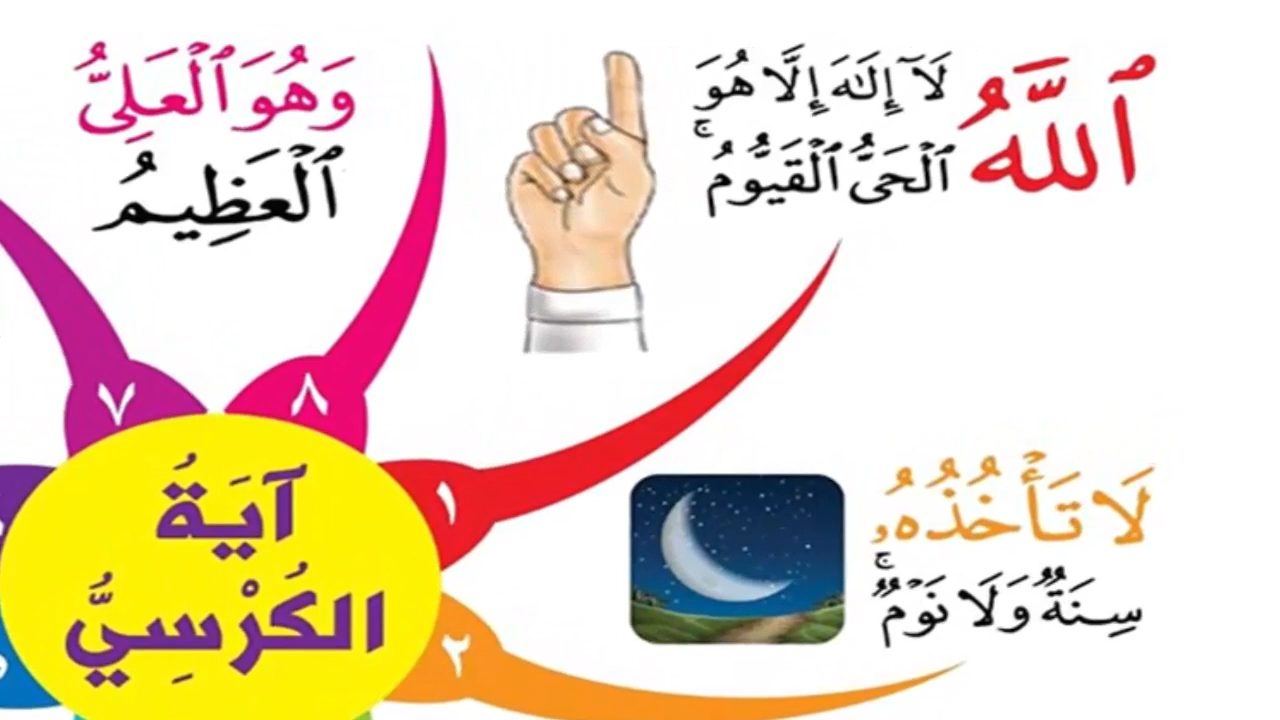 ٱللَّهُ لَآ إِلَٰهَ إِلَّا هُوَ
ٱلْحَىُّ ٱلْقَيُّومُ ۚ
لَا تَأْخُذُهُۥ
سِنَةٌ وَلَا نَوْمٌ ۚ
وَهُوَ ٱلْعَلِىُّ
ٱلْعَظِيمُ
آيَةُ
الكُرْسِيُّ
١
٢
٧
٨